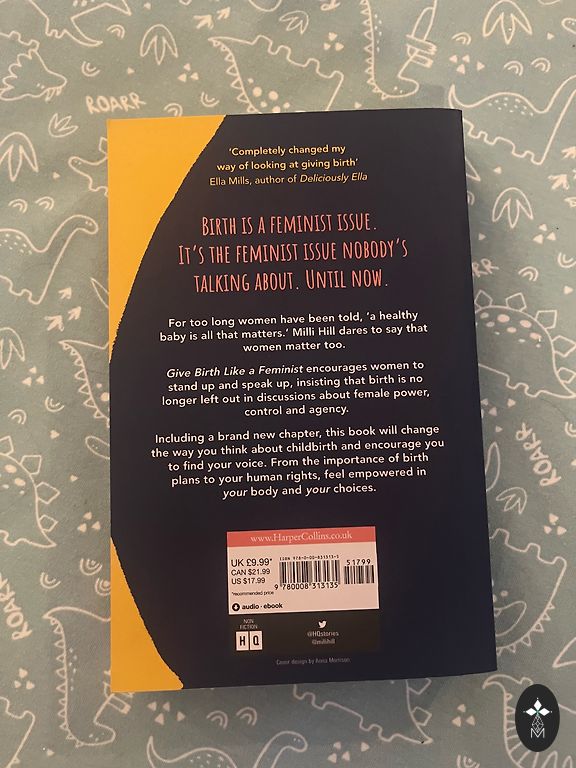 ROARR
'Completely changed my
way of looking at giving birth'
Ella Mills, author of Deliciously Ella
BIRTH IS A FEMINIST ISSUE.
IT'S THE FEMINIST ISSUE NOBODY'S
TALKING ABOUT. UNTIL NOW.
For too long women have been told, 'a healthy
baby is all that matters.' Milli Hill dares to say that
women matter too.
Give Birth Like a Feminist encourages women to
stand up and speak up, insisting that birth is no
longer left out in discussions about female power,
control and agency.
Including a brand new chapter, this book will change
the way you think about childbirth and encourage you
to find your voice. From the importance of birth
plans to your human rights, feel empowered in
your body and your choices.
www.HarperCollins.co.uk
UK £9.99*
CAN $21.99
US $17.99
*recommended price
ISBN 978-0-00-831313-5
51799
9 780008 313135
audio·ebook
NON
FICTION
HQ
@HQstories
@millihill
Cover design by Anna Morrison
ROARR
ROARR
ROARR
M